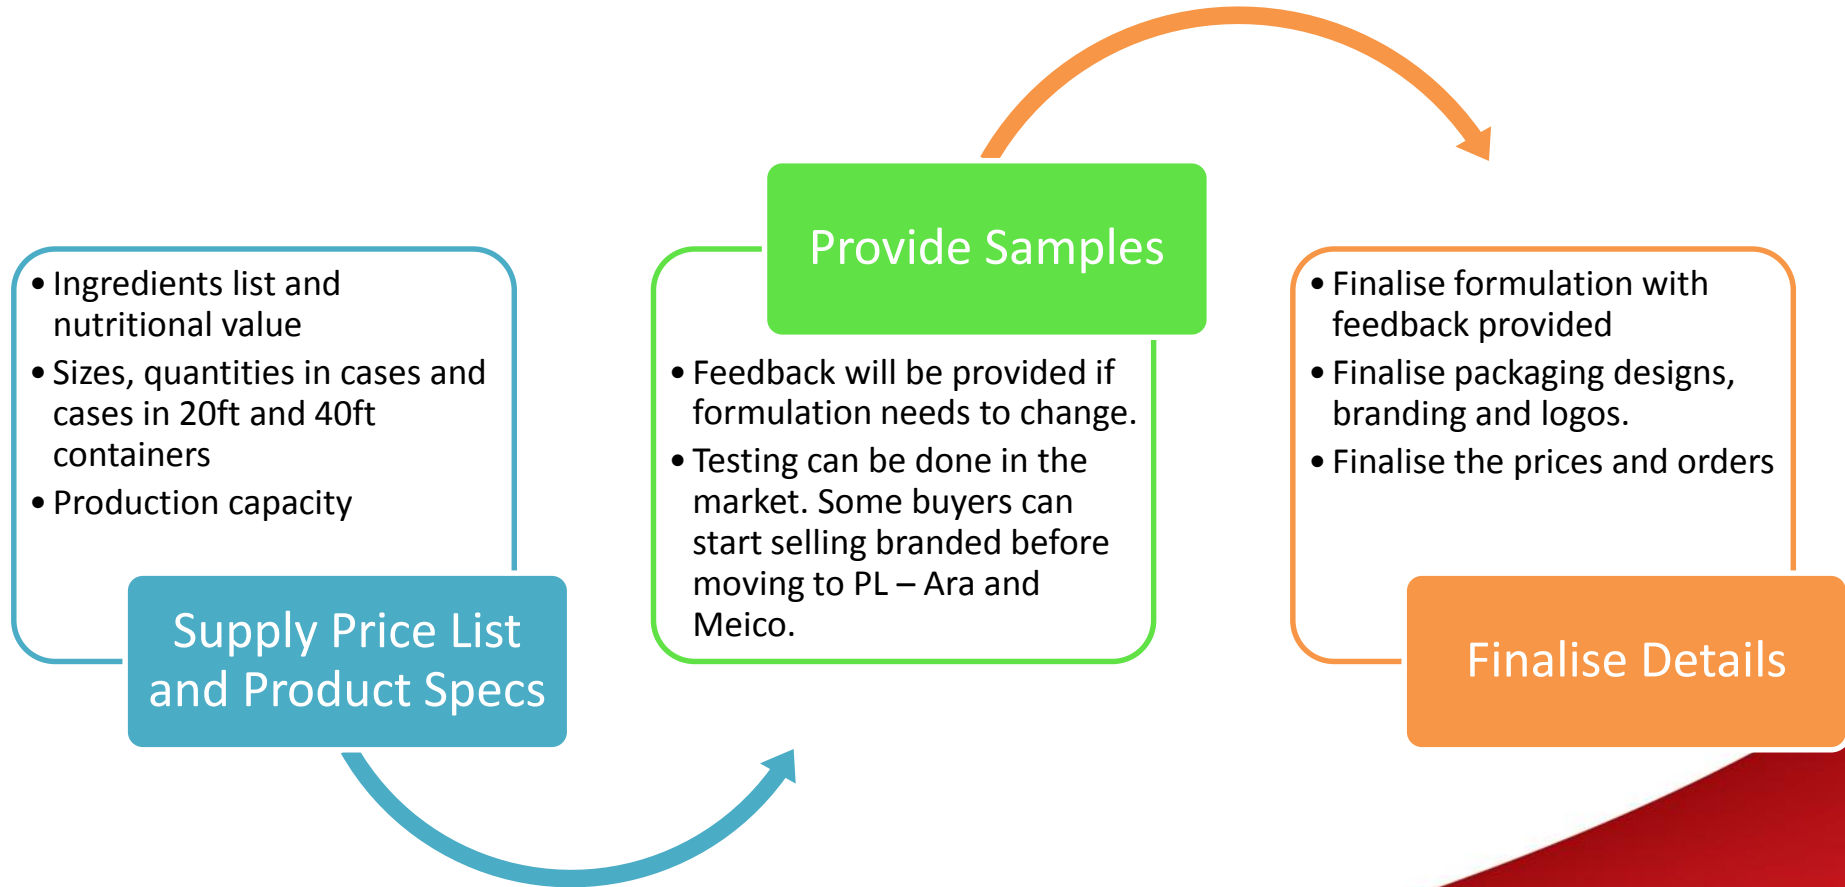 • Ingredients list and
nutritional value
• Sizes, quantities in cases and
cases in 20ft and 40ft
containers
• Production capacity
Supply Price List
and Product Specs
Provide Samples
• Feedback will be provided if
formulation needs to change.
• Testing can be done in the
market. Some buyers can
start selling branded before
moving to PL – Ara and
Meico.
• Finalise formulation with
feedback provided
• Finalise packaging designs,
branding and logos.
• Finalise the prices and orders
Finalise Details